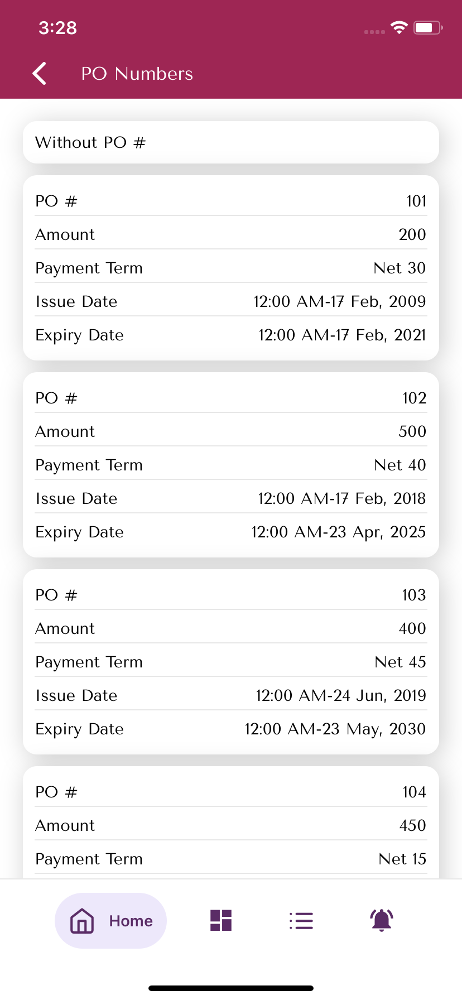 3:28
PO Numbers
Without PO #
PO # 101
Amount 200
Payment Term Net 30
Issue Date 12:00 AM-17 Feb, 2009
Expiry Date 12:00 AM-17 Feb, 2021
PO # 102
Amount 500
Payment Term Net 40
Issue Date 12:00 AM-17 Feb, 2018
Expiry Date 12:00 AM-23 Apr, 2025
PO # 103
Amount 400
Payment Term Net 45
Issue Date 12:00 AM-24 Jun, 2019
Expiry Date 12:00 AM-23 May, 2030
PO # 104
Amount 450
Payment Term Net 15
Home